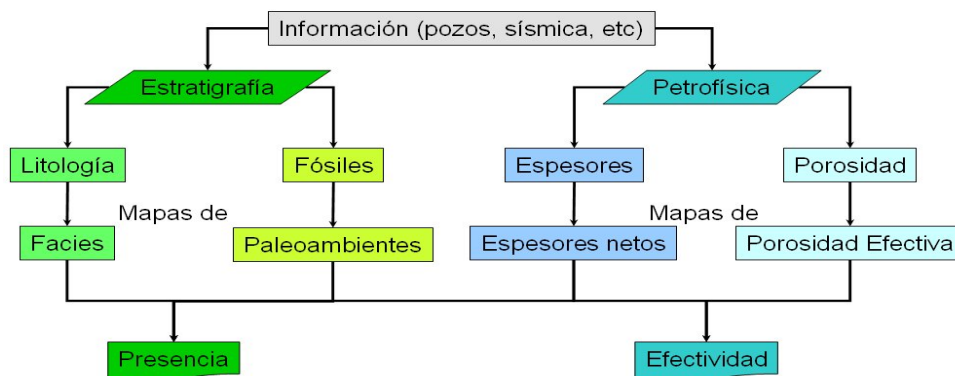 Información (pozos, sísmica, etc)
Estratigrafía
Petrofísica
Litología
Fósiles
Espesores
Porosidad
Mapas de
Mapas de
Facies
Paleoambientes
Espesores netos
Porosidad Efectiva
Presencia
Efectividad